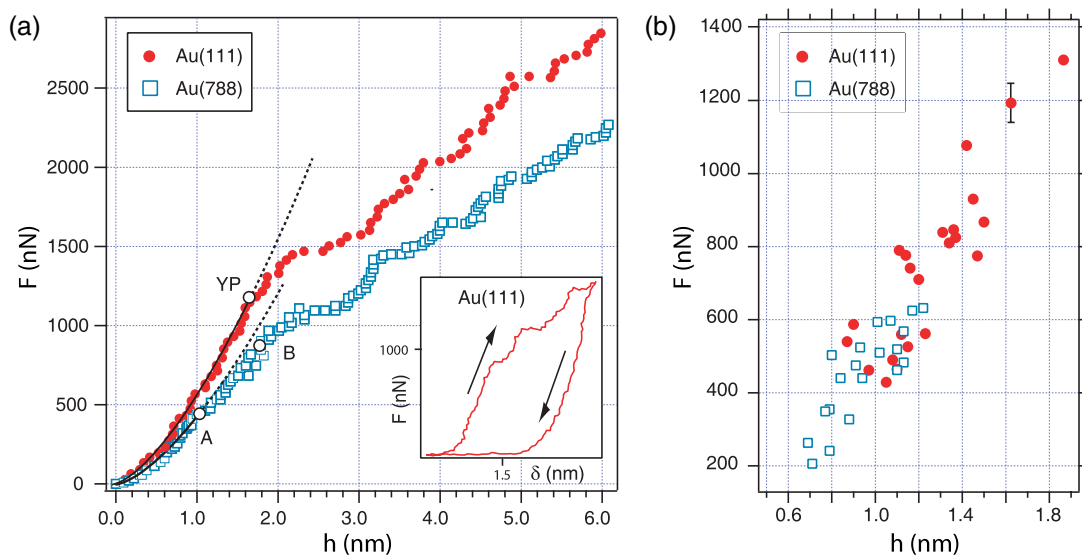 (a)
Au(111)
Au(788)
F (nN)
2500
2000
1500
1000
500
0
YP
A
B
Au(111)
1000
F (nN)
1.5
δ (nm)
0.0
1.0
2.0
3.0
4.0
5.0
6.0
h (nm)
(b)
Au(111)
Au(788)
F (nN)
1400
1200
1000
800
600
400
200
0.6
1.0
1.4
1.8
h (nm)